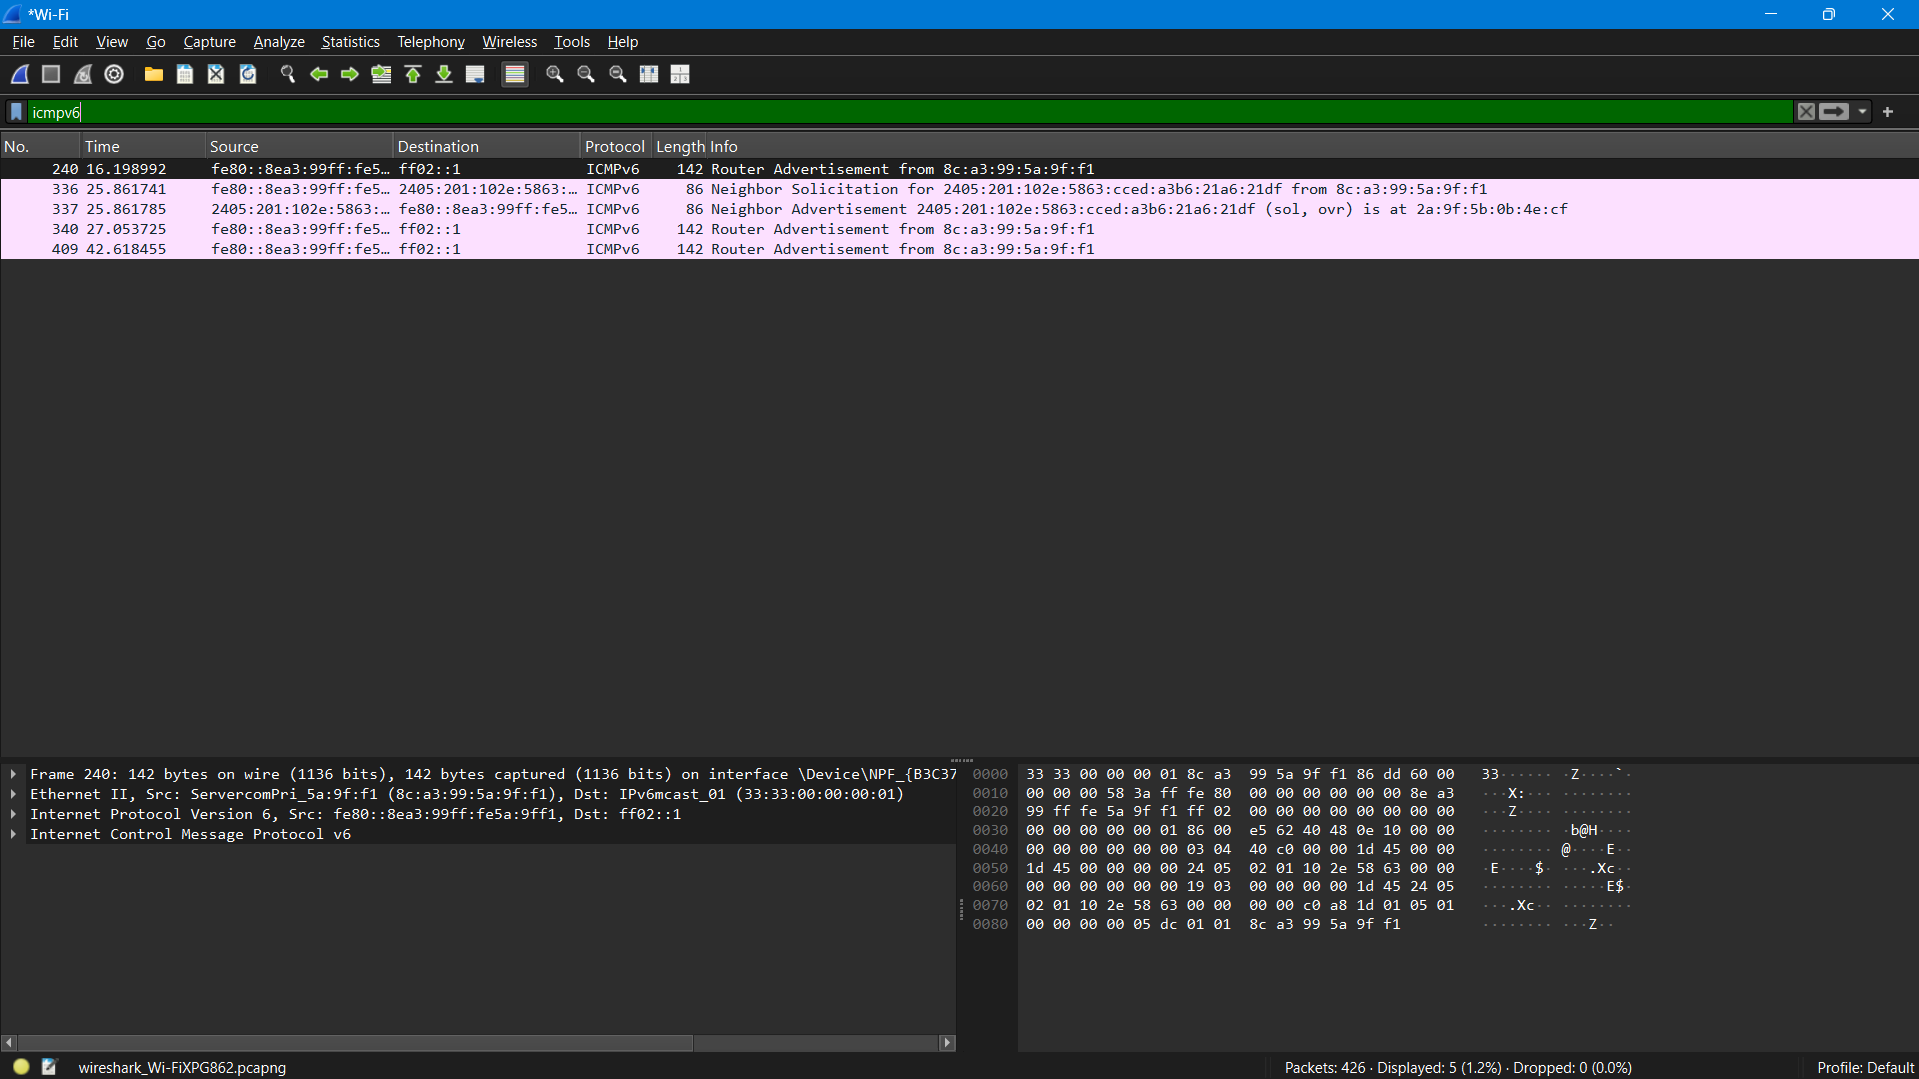 *Wi-Fi
File Edit View Go Capture Analyze Statistics Telephony Wireless Tools Help
icmpv6
No. Time Source Destination Protocol Length Info
240 16.198992 fe80::8ea3:99ff:fe5… ff02::1 ICMPv6 142 Router Advertisement from 8c:a3:99:5a:9f:f1
336 25.861741 fe80::8ea3:99ff:fe5… 2405:201:102e:5863:… ICMPv6 86 Neighbor Solicitation for 2405:201:102e:5863:cced:a3b6:21a6:21df from 8c:a3:99:5a:9f:f1
337 25.861785 2405:201:102e:5863:… fe80::8ea3:99ff:fe5… ICMPv6 86 Neighbor Advertisement 2405:201:102e:5863:cced:a3b6:21a6:21df (sol, ovr) is at 2a:9f:5b:0b:4e:cf
340 27.053725 fe80::8ea3:99ff:fe5… ff02::1 ICMPv6 142 Router Advertisement from 8c:a3:99:5a:9f:f1
409 42.618455 fe80::8ea3:99ff:fe5… ff02::1 ICMPv6 142 Router Advertisement from 8c:a3:99:5a:9f:f1
Frame 240: 142 bytes on wire (1136 bits), 142 bytes captured (1136 bits) on interface \Device\NPF_{B3C37
Ethernet II, Src: ServercomPri_5a:9f:f1 (8c:a3:99:5a:9f:f1), Dst: IPv6mcast_01 (33:33:00:00:00:01)
Internet Protocol Version 6, Src: fe80::8ea3:99ff:fe5a:9ff1, Dst: ff02::1
Internet Control Message Protocol v6
0000 33 33 00 00 00 01 8c a3 99 5a 9f f1 86 dd 60 00 33······ ·Z····`·
0010 00 00 00 58 3a ff fe 80 00 00 00 00 00 00 8e a3 ···X:··· ········
0020 99 ff fe 5a 9f f1 ff 02 00 00 00 00 00 00 00 00 ···Z···· ········
0030 00 00 00 00 00 01 86 00 e5 62 40 48 0e 10 00 00 ········ ·b@H····
0040 00 00 00 00 00 00 03 04 40 c0 00 00 1d 45 00 00 ········ @····E··
0050 1d 45 00 00 00 00 24 05 02 01 10 2e 58 63 00 00 ·E····$· ···.Xc··
0060 00 00 00 00 00 00 19 03 00 00 00 00 1d 45 24 05 ········ ·····E$·
0070 02 01 10 2e 58 63 00 00 00 00 c0 a8 1d 01 05 01 ···.Xc·· ········
0080 00 00 00 00 05 dc 01 01 8c a3 99 5a 9f f1 ········ ···Z··
wireshark_Wi-FiXPG862.pcapng Packets: 426 · Displayed: 5 (1.2%) · Dropped: 0 (0.0%) Profile: Default